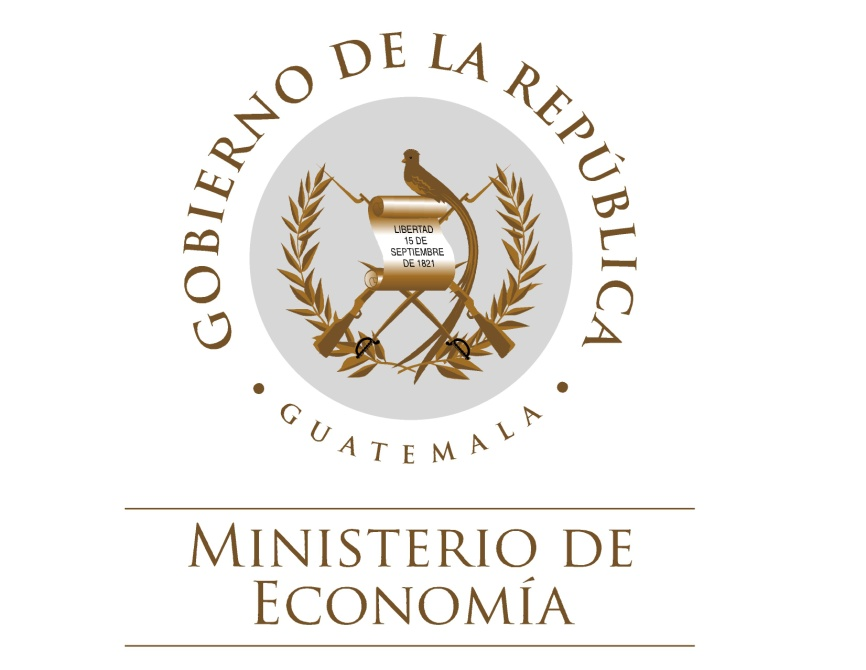 GOBIERNO DE LA REPÚBLICA
LIBERTAD
15 DE
SEPTIEMBRE
DE 1821
GUATEMALA
MINISTERIO DE
ECONOMÍA